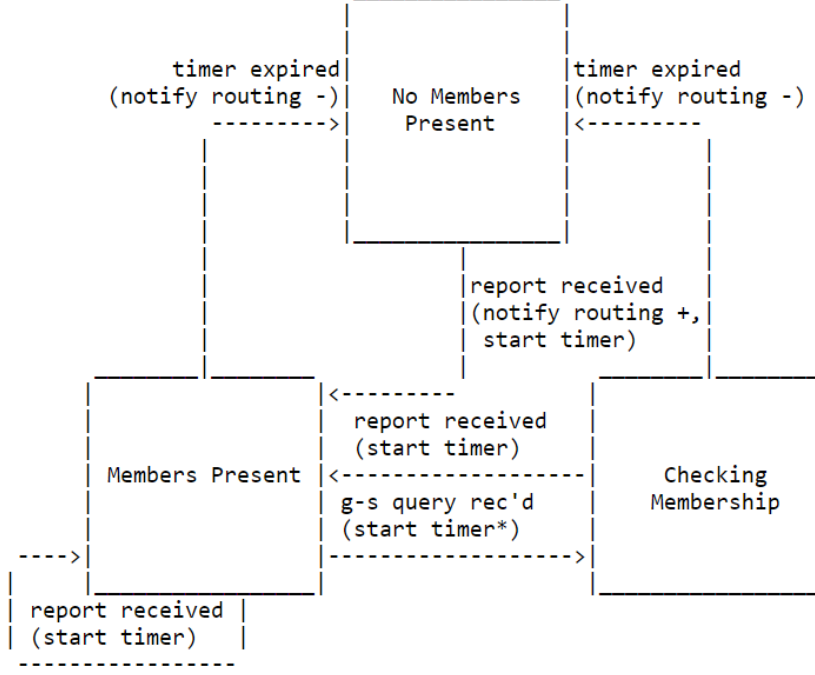 timer expired
(notify routing -)
No Members
Present
timer expired
(notify routing -)
report received
(notify routing +,
start timer)
report received
(start timer)
Members Present
g-s query rec'd
(start timer*)
Checking
Membership
report received
(start timer)